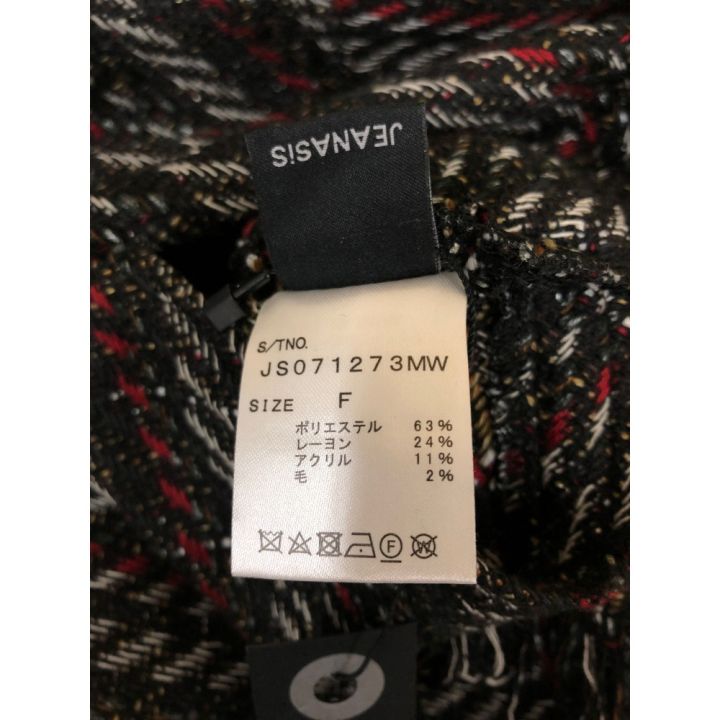 JEANASiS
S/TNO.
JS071273MW
SIZE F
ポリエステル 63%
レーヨン 24%
アクリル 11%
毛 2%
F W